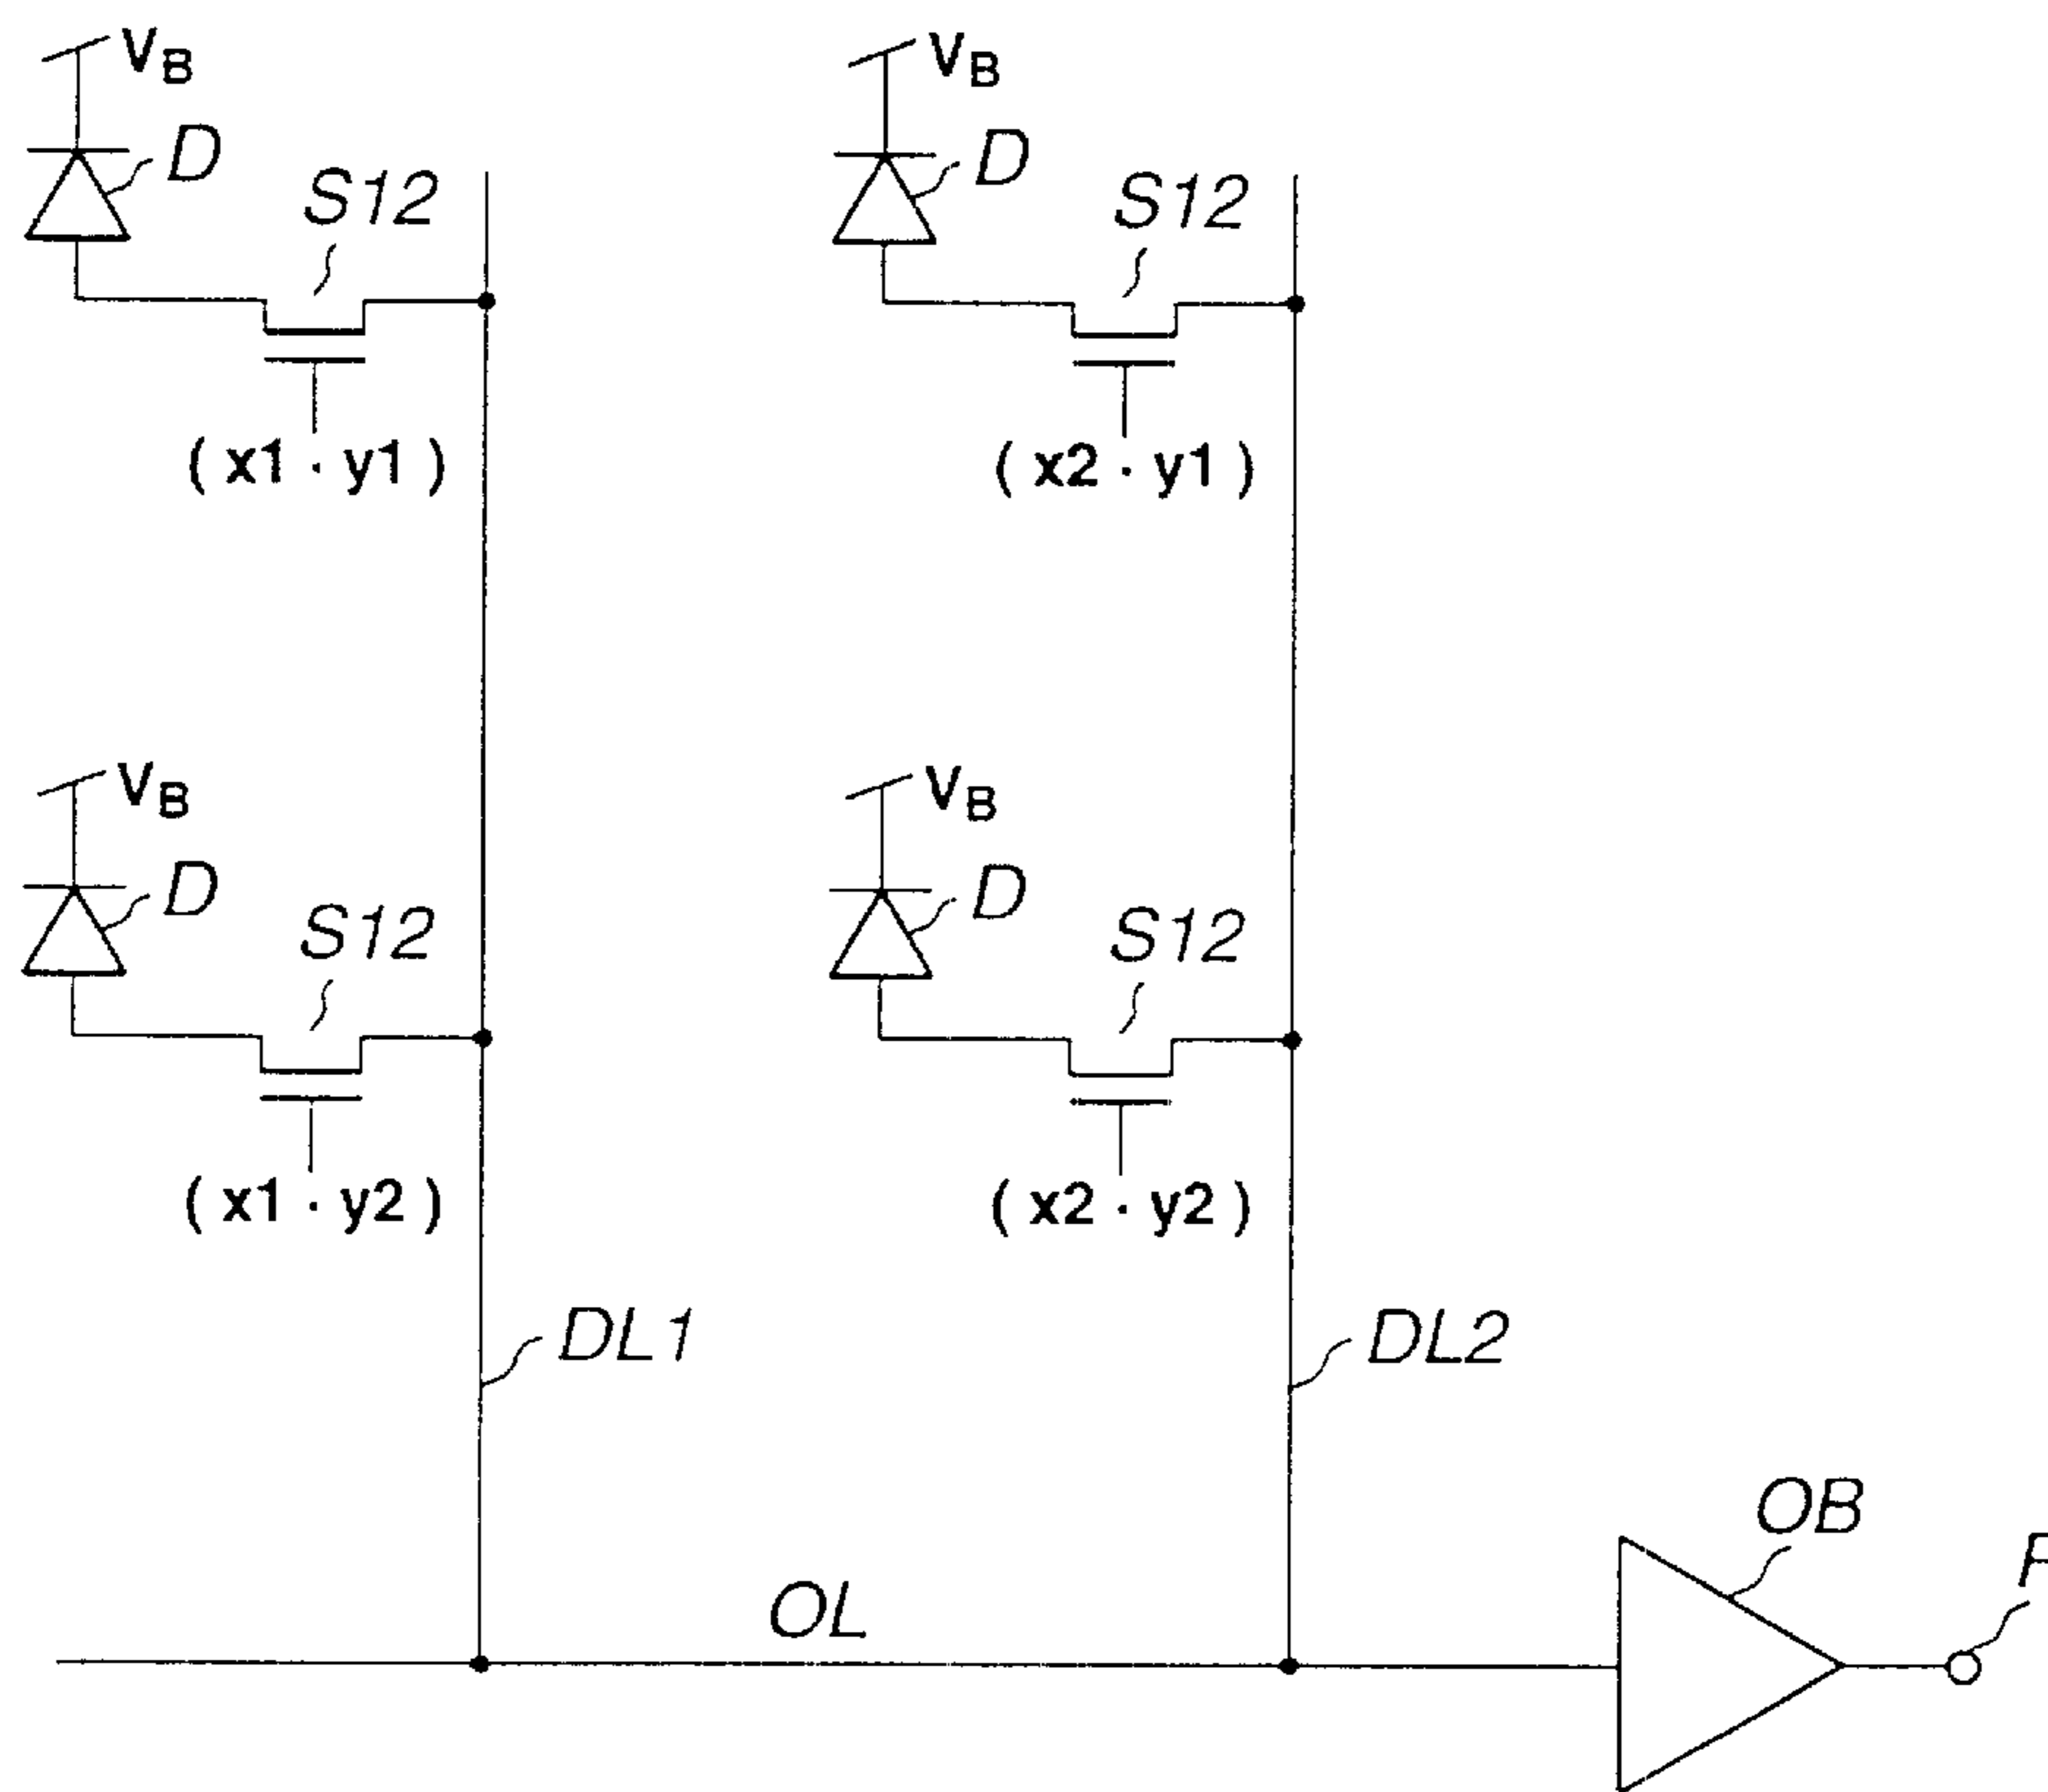 VB
VB
D
D
S12
S12
(x1・y1)
(x2・y1)
VB
VB
D
D
S12
S12
(x1・y2)
(x2・y2)
DL1
DL2
OB
OL